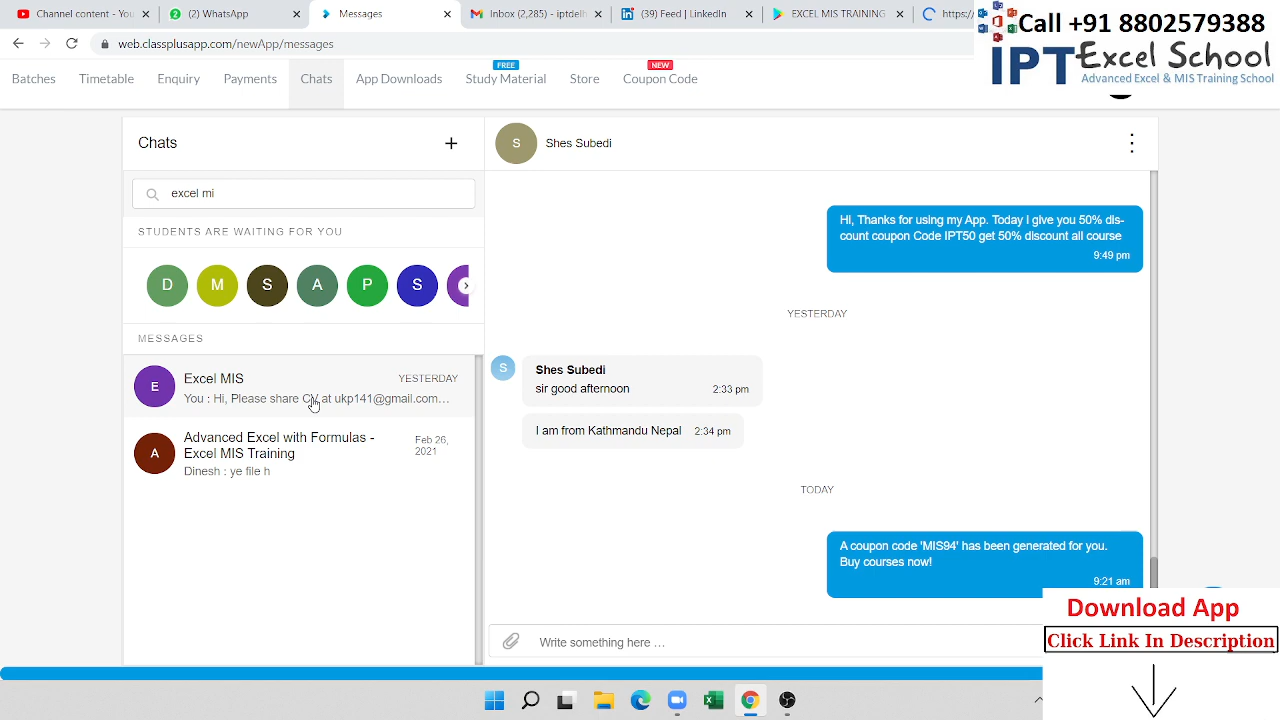 Channel content - You
(2) WhatsApp
Messages
Inbox (2,285) - iptdelh
(39) Feed | LinkedIn
EXCEL MIS TRAINING
https:/
Call +91 8802579388
web.classplusapp.com/newApp/messages
IPT Excel School
Advanced Excel & MIS Training School
FREE
NEW
Batches
Timetable
Enquiry
Payments
Chats
App Downloads
Study Material
Store
Coupon Code
Chats
+
S
Shes Subedi
excel mi
STUDENTS ARE WAITING FOR YOU
D
M
S
A
P
S
MESSAGES
E
Excel MIS
YESTERDAY
You : Hi, Please share CV at ukp141@gmail.com...
A
Advanced Excel with Formulas -
Excel MIS Training
Feb 26,
2021
Dinesh : ye file h
HI, Thanks for using my App. Today I give you 50% dis-
count coupon Code IPT50 get 50% discount all course
9:49 pm
YESTERDAY
S
Shes Subedi
sir good afternoon
2:33 pm
I am from Kathmandu Nepal
2:34 pm
TODAY
A coupon code 'MIS94' has been generated for you.
Buy courses now!
9:21 am
Write something here ...
Download App
Click Link In Description